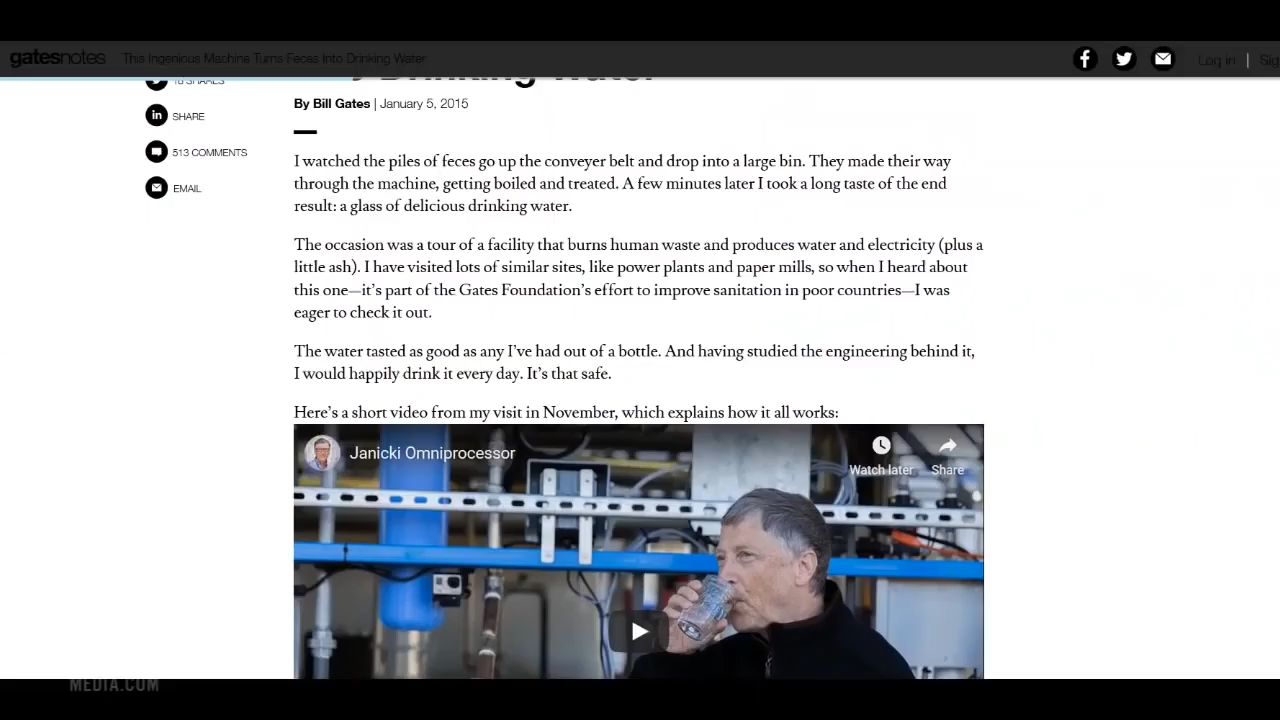 gatesnotes This Ingenious Machine Turns Feces Into Drinking Water
Log in |
Drinking Water
SHARES
By Bill Gates | January 5, 2015
SHARE
513 COMMENTS
EMAIL
I watched the piles of feces go up the conveyer belt and drop into a large bin. They made their way
through the machine, getting boiled and treated. A few minutes later I took a long taste of the end
result: a glass of delicious drinking water.
The occasion was a tour of a facility that burns human waste and produces water and electricity (plus a
little ash). I have visited lots of similar sites, like power plants and paper mills, so when I heard about
this one—it’s part of the Gates Foundation’s effort to improve sanitation in poor countries—I was
eager to check it out.
The water tasted as good as any I’ve had out of a bottle. And having studied the engineering behind it,
I would happily drink it every day. It’s that safe.
Here’s a short video from my visit in November, which explains how it all works:
Janicki Omniprocessor
Watch later
Share
MEDIA.COM